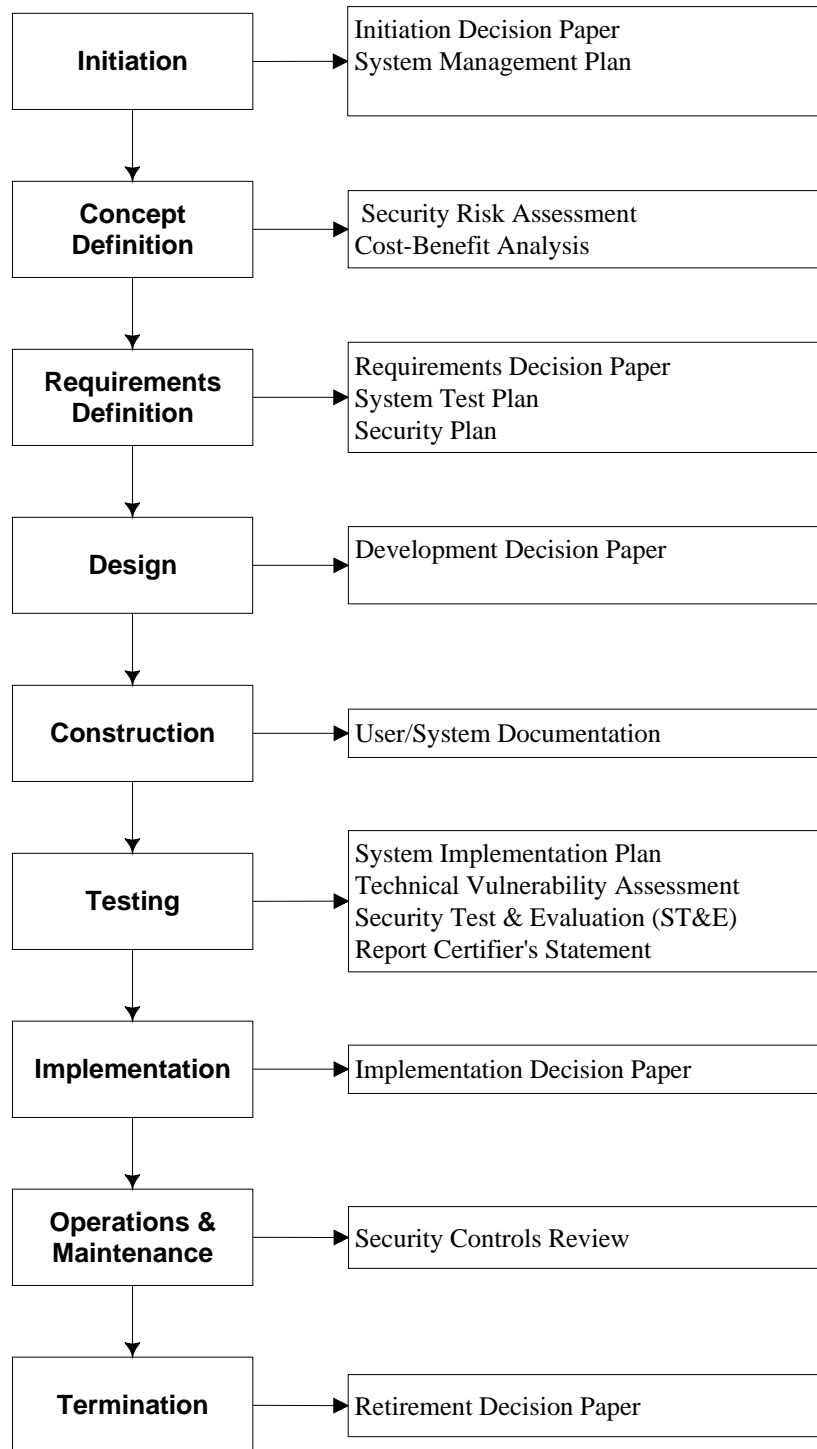 Initiation
Initiation Decision Paper
System Management Plan
Concept
Definition
Security Risk Assessment
Cost-Benefit Analysis
Requirements
Definition
Requirements Decision Paper
System Test Plan
Security Plan
Design
Development Decision Paper
Construction
User/System Documentation
Testing
System Implementation Plan
Technical Vulnerability Assessment
Security Test & Evaluation (ST&E)
Report Certifier's Statement
Implementation
Implementation Decision Paper
Operations &
Maintenance
Security Controls Review
Termination
Retirement Decision Paper